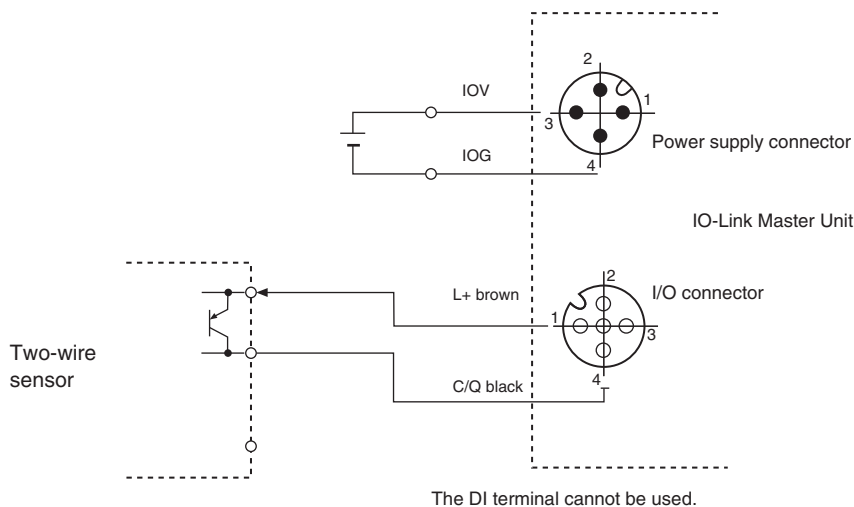 2
IOV
1
3
Power supply connector
IOG
4
IO-Link Master Unit
2
L+ brown
I/O connector
1
3
Two-wire
sensor
4
C/Q black
The DI terminal cannot be used.